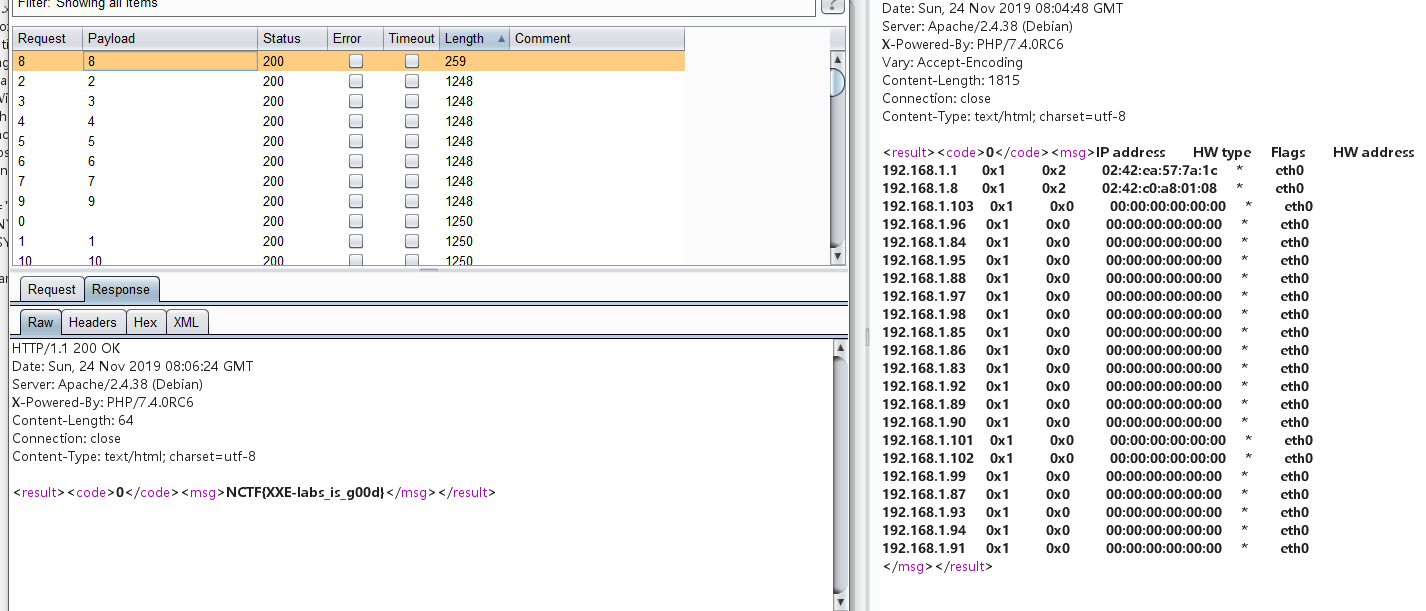 Filter: Showing all items
?
Request Payload Status Error Timeout Length Comment
8 8 200 259
2 2 200 1248
3 3 200 1248
4 4 200 1248
5 5 200 1248
6 6 200 1248
7 7 200 1248
9 9 200 1248
0 200 1250
1 1 200 1250
10 10 200 1250
Request Response
Raw Headers Hex XML
HTTP/1.1 200 OK
Date: Sun, 24 Nov 2019 08:06:24 GMT
Server: Apache/2.4.38 (Debian)
X-Powered-By: PHP/7.4.0RC6
Content-Length: 64
Connection: close
Content-Type: text/html; charset=utf-8
<result><code>0</code><msg>NCTF{XXE-labs_is_g00d}</msg></result>
Date: Sun, 24 Nov 2019 08:04:48 GMT
Server: Apache/2.4.38 (Debian)
X-Powered-By: PHP/7.4.0RC6
Vary: Accept-Encoding
Content-Length: 1815
Connection: close
Content-Type: text/html; charset=utf-8
<result><code>0</code><msg>IP address HW type Flags HW address
192.168.1.1 0x1 0x2 02:42:ea:57:7a:1c * eth0
192.168.1.8 0x1 0x2 02:42:c0:a8:01:08 * eth0
192.168.1.103 0x1 0x0 00:00:00:00:00:00 * eth0
192.168.1.96 0x1 0x0 00:00:00:00:00:00 * eth0
192.168.1.84 0x1 0x0 00:00:00:00:00:00 * eth0
192.168.1.95 0x1 0x0 00:00:00:00:00:00 * eth0
192.168.1.88 0x1 0x0 00:00:00:00:00:00 * eth0
192.168.1.97 0x1 0x0 00:00:00:00:00:00 * eth0
192.168.1.98 0x1 0x0 00:00:00:00:00:00 * eth0
192.168.1.85 0x1 0x0 00:00:00:00:00:00 * eth0
192.168.1.86 0x1 0x0 00:00:00:00:00:00 * eth0
192.168.1.83 0x1 0x0 00:00:00:00:00:00 * eth0
192.168.1.92 0x1 0x0 00:00:00:00:00:00 * eth0
192.168.1.89 0x1 0x0 00:00:00:00:00:00 * eth0
192.168.1.90 0x1 0x0 00:00:00:00:00:00 * eth0
192.168.1.101 0x1 0x0 00:00:00:00:00:00 * eth0
192.168.1.102 0x1 0x0 00:00:00:00:00:00 * eth0
192.168.1.99 0x1 0x0 00:00:00:00:00:00 * eth0
192.168.1.87 0x1 0x0 00:00:00:00:00:00 * eth0
192.168.1.93 0x1 0x0 00:00:00:00:00:00 * eth0
192.168.1.94 0x1 0x0 00:00:00:00:00:00 * eth0
192.168.1.91 0x1 0x0 00:00:00:00:00:00 * eth0
</msg></result>